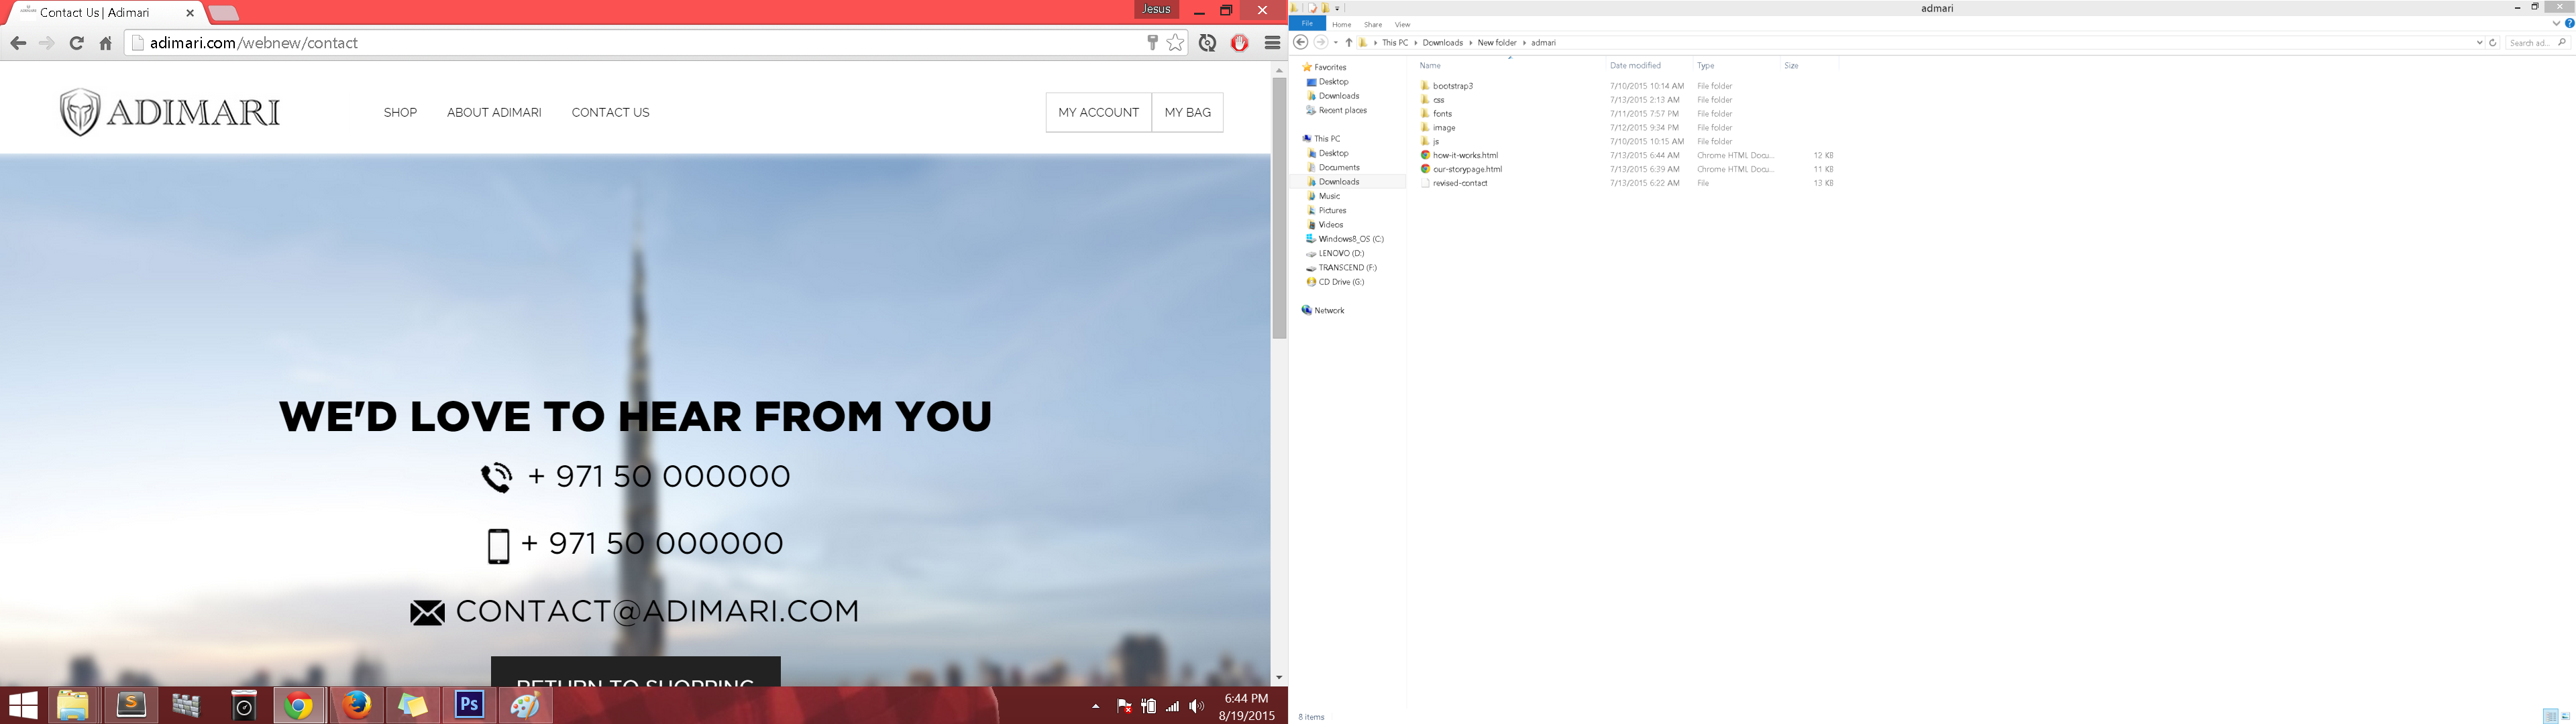 Contact Us | Adimari
Jesus
adimari.com/webnew/contact
ADIMARI
SHOP
ABOUT ADIMARI
CONTACT US
MY ACCOUNT
MY BAG
WE'D LOVE TO HEAR FROM YOU
+ 971 50 000000
+ 971 50 000000
CONTACT@ADIMARI.COM
RETURN TO SHOPPING
S
Ps
6:44 PM
8/19/2015
admari
File
Home
Share
View
This PC
Downloads
New folder
admari
Search ad...
Favorites
Desktop
Downloads
Recent places
This PC
Desktop
Documents
Downloads
Music
Pictures
Videos
Windows8_OS (C:)
LENOVO (D:)
TRANSCEND (F:)
CD Drive (G:)
Network
Name Date modified Type Size
bootstrap3 7/10/2015 10:14 AM File folder
css 7/13/2015 2:13 AM File folder
fonts 7/11/2015 7:57 PM File folder
image 7/12/2015 9:34 PM File folder
js 7/10/2015 10:15 AM File folder
how-it-works.html 7/13/2015 6:44 AM Chrome HTML Docu... 12 KB
our-storypage.html 7/13/2015 6:39 AM Chrome HTML Docu... 11 KB
revised-contact 7/13/2015 6:22 AM File 13 KB
8 items